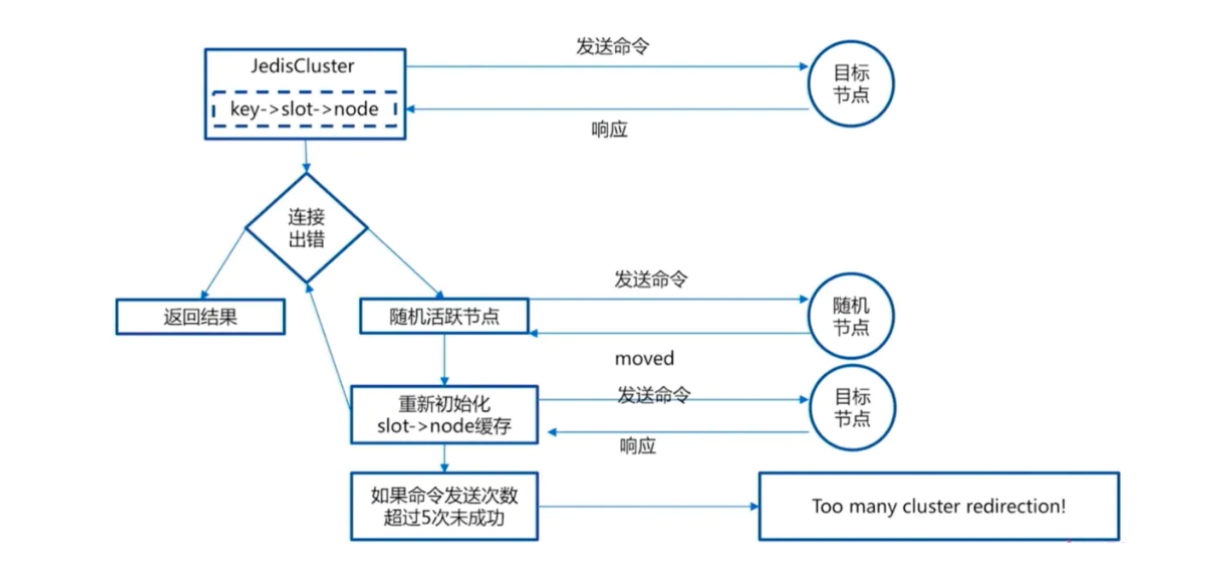 发送命令
JedisCluster
key->slot->node
目标
节点
响应
连接
出错
返回结果
随机活跃节点
发送命令
随机
节点
moved
重新初始化
slot->node缓存
发送命令
目标
节点
响应
如果命令发送次数
超过5次未成功
Too many cluster redirection!